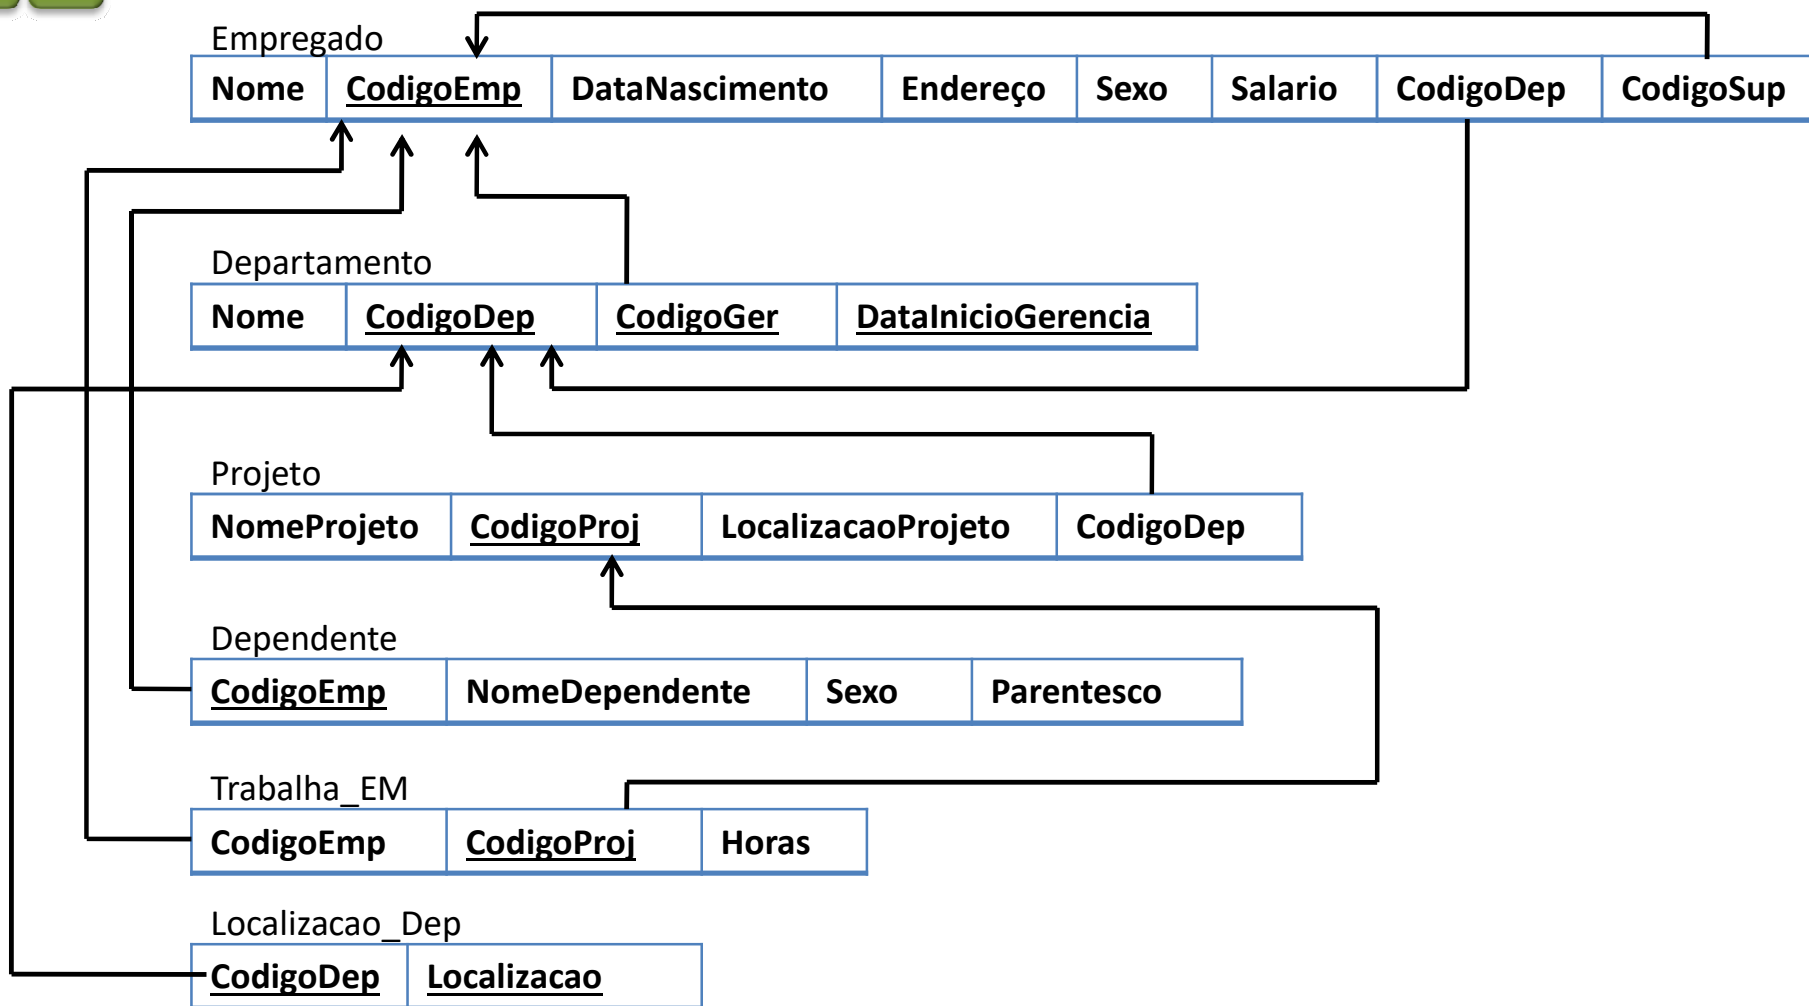 Empregado
Nome CodigoEmp DataNascimento Endereço Sexo Salario CodigoDep CodigoSup
Departamento
Nome CodigoDep CodigoGer DataInicioGerencia
Projeto
NomeProjeto CodigoProj LocalizacaoProjeto CodigoDep
Dependente
CodigoEmp NomeDependente Sexo Parentesco
Trabalha_EM
CodigoEmp CodigoProj Horas
Localizacao_Dep
CodigoDep Localizacao